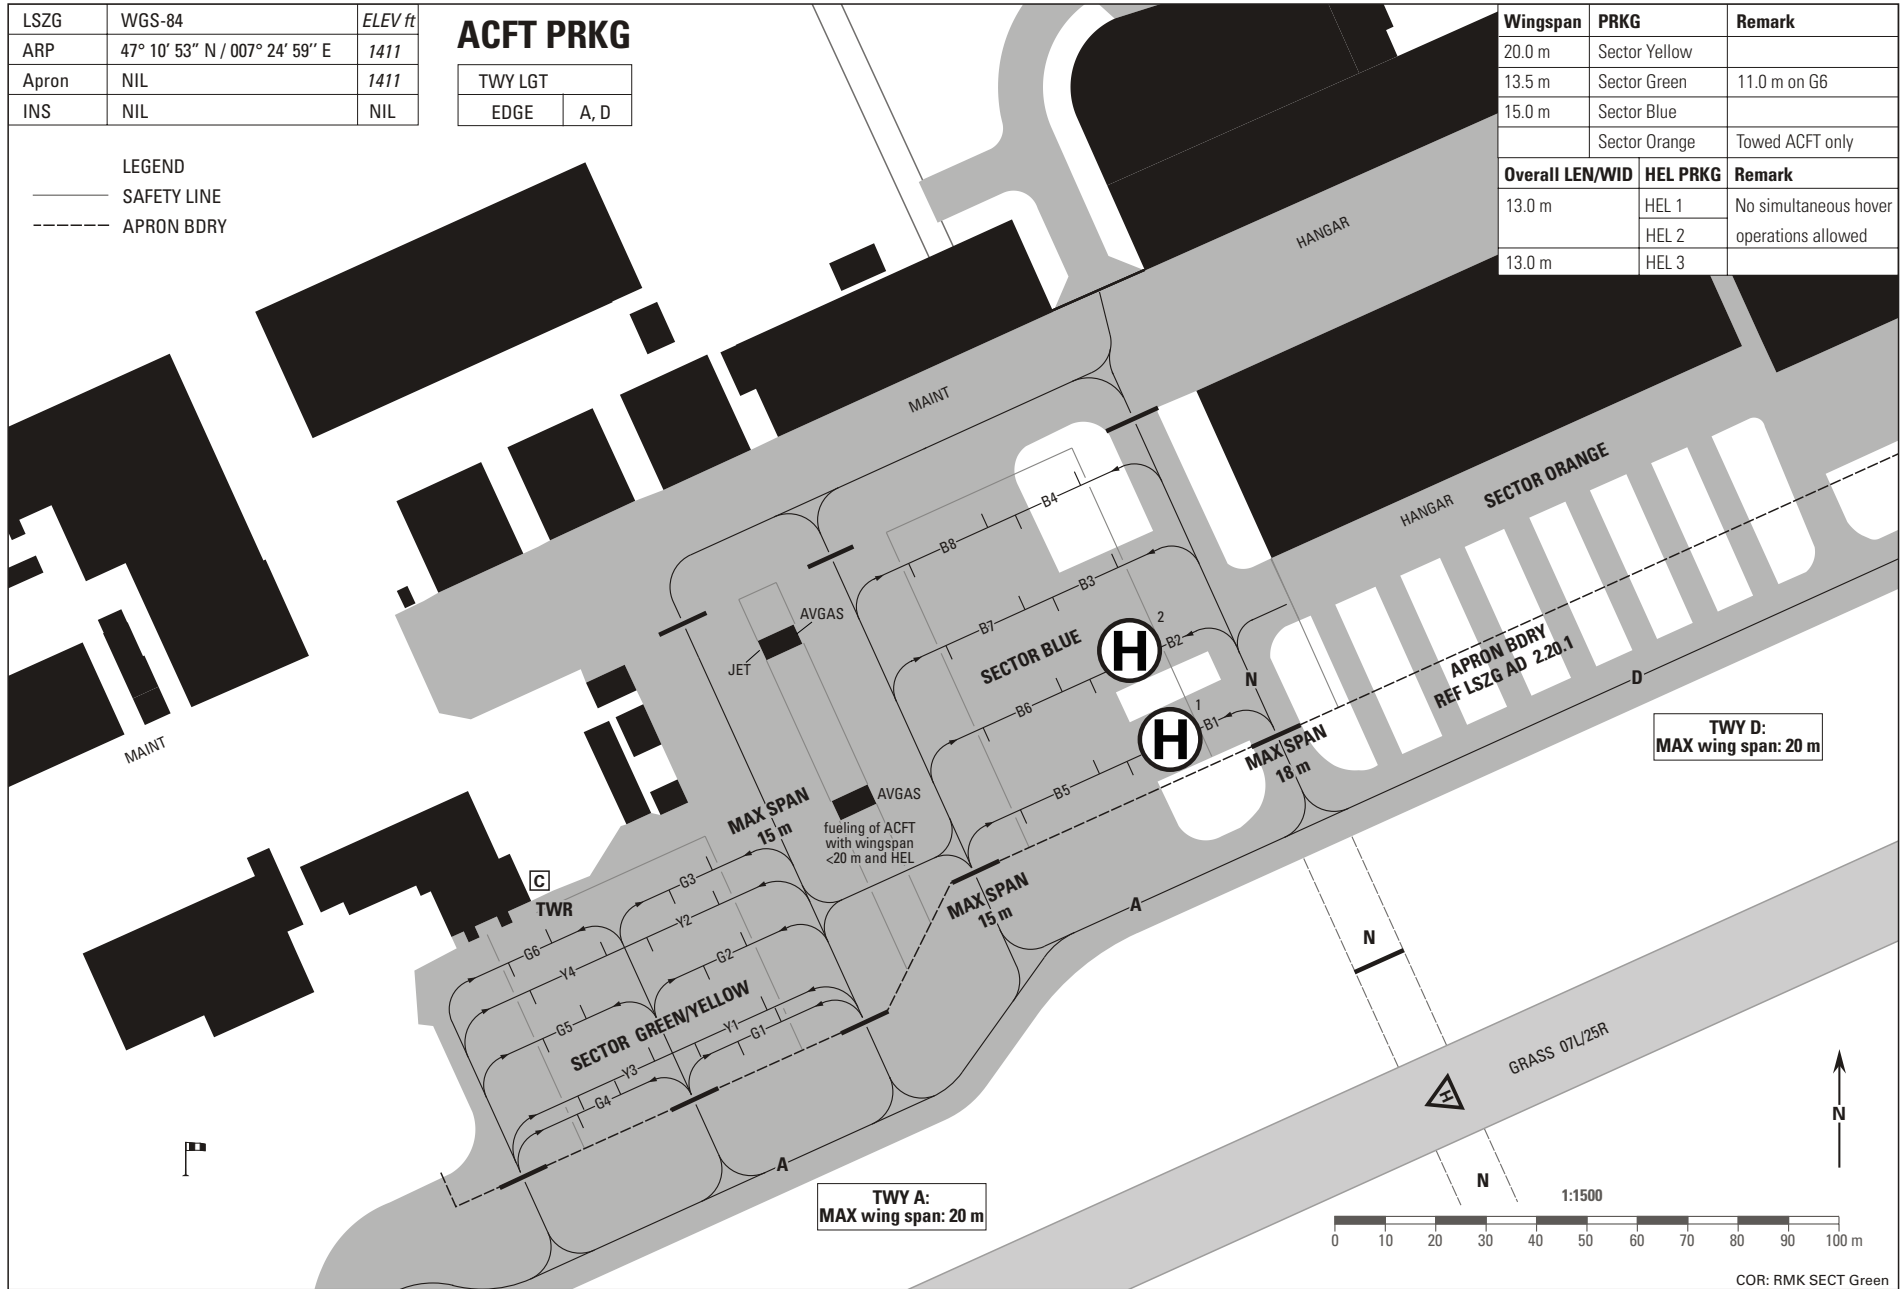 LSZG WGS-84 ELEV ft
ARP 47° 10′ 53″ N / 007° 24′ 59″ E 1411
Apron NIL 1411
INS NIL NIL
ACFT PRKG
TWY LGT
EDGE A, D
Wingspan PRKG Remark
20.0 m Sector Yellow
13.5 m Sector Green 11.0 m on G6
15.0 m Sector Blue
Sector Orange Towed ACFT only
Overall LEN/WID HEL PRKG Remark
13.0 m HEL 1 No simultaneous hover
HEL 2 operations allowed
13.0 m HEL 3
LEGEND
SAFETY LINE
APRON BDRY
HANGAR
MAINT
SECTOR ORANGE
HANGAR
B4
B8
B3
B7
AVGAS
JET
SECTOR BLUE
H
2
B2
B6
N
APRON BDRY
REF LSZG AD 2.20.1
D
H
1
B1
MAX SPAN
18 m
TWY D:
MAX wing span: 20 m
MAINT
B5
AVGAS
MAX SPAN
15 m
fueling of ACFT
with wingspan
<20 m and HEL
C
TWR
G3
Y2
MAX SPAN
15 m
A
G6
Y4
G2
N
G5
SECTOR GREEN/YELLOW
Y1
G1
Y3
G4
GRASS 07L/25R
H
N
A
N
TWY A:
MAX wing span: 20 m
1:1500
0 10 20 30 40 50 60 70 80 90 100 m
COR: RMK SECT Green